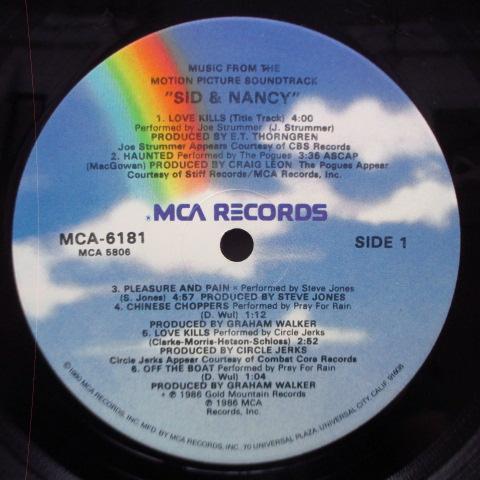 MUSIC FROM THE
MOTION PICTURE SOUNDTRACK
"SID & NANCY"
1. LOVE KILLS (Title Track) 4:00
Performed by Joe Strummer (J. Strummer)
PRODUCED BY E.T. THORNGREN
Joe Strummer Appears Courtesy of CBS Records
2. HAUNTED Performed by The Pogues 3:35 ASCAP
(MacGowan) PRODUCED BY CRAIG LEON The Pogues Appear
Courtesy of Stiff Records/MCA Records, Inc.
MCA RECORDS
MCA-6181
MCA 5806
SIDE 1
3. PLEASURE AND PAIN * Performed by Steve Jones
(S. Jones) 4:57 PRODUCED BY STEVE JONES
4. CHINESE CHOPPERS Performed by Pray For Rain
(D. Wul) 1:12
PRODUCED BY GRAHAM WALKER
5. LOVE KILLS Performed by Circle Jerks
(Clarke-Morris-Hetson-Schloss) 2:52
PRODUCED BY CIRCLE JERKS
Circle Jerks Appear Courtesy of Combat Core Records
6. OFF THE BOAT Performed by Pray For Rain
(D. Wul) 1:04
PRODUCED BY GRAHAM WALKER
* ℗ 1986 Gold Mountain Records
℗ 1986 MCA
Records, Inc.
©1980 MCA RECORDS, INC. MFD. BY MCA RECORDS, INC., 70 UNIVERSAL PLAZA, UNIVERSAL CITY, CALIF. 91608